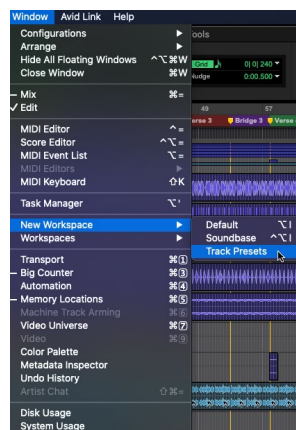 Window Avid Link Help
Configurations
Arrange
Hide All Floating Windows ^⌥⌘W
Close Window ⌘W
Mix ⌘=
✓ Edit
MIDI Editor ^=
Score Editor ^⌥=
MIDI Event List ⌥=
MIDI Editors
MIDI Keyboard ⇧K
Task Manager ⌥'
New Workspace
Workspaces
Transport ⌘①
Big Counter ⌘③
Automation ⌘④
Memory Locations ⌘⑤
Machine Track Arming ⌘⑥
Video Universe ⌘⑦
Video ⌘⑨
Color Palette
Metadata Inspector
Undo History
Artist Chat ⇧⌘=
Disk Usage
System Usage
Default ⌥I
Soundbase ^⌥I
Track Presets
ools
Grid 0| 0| 240
Nudge 0:00.500
49 57
erse 3 Bridge 3 Verse